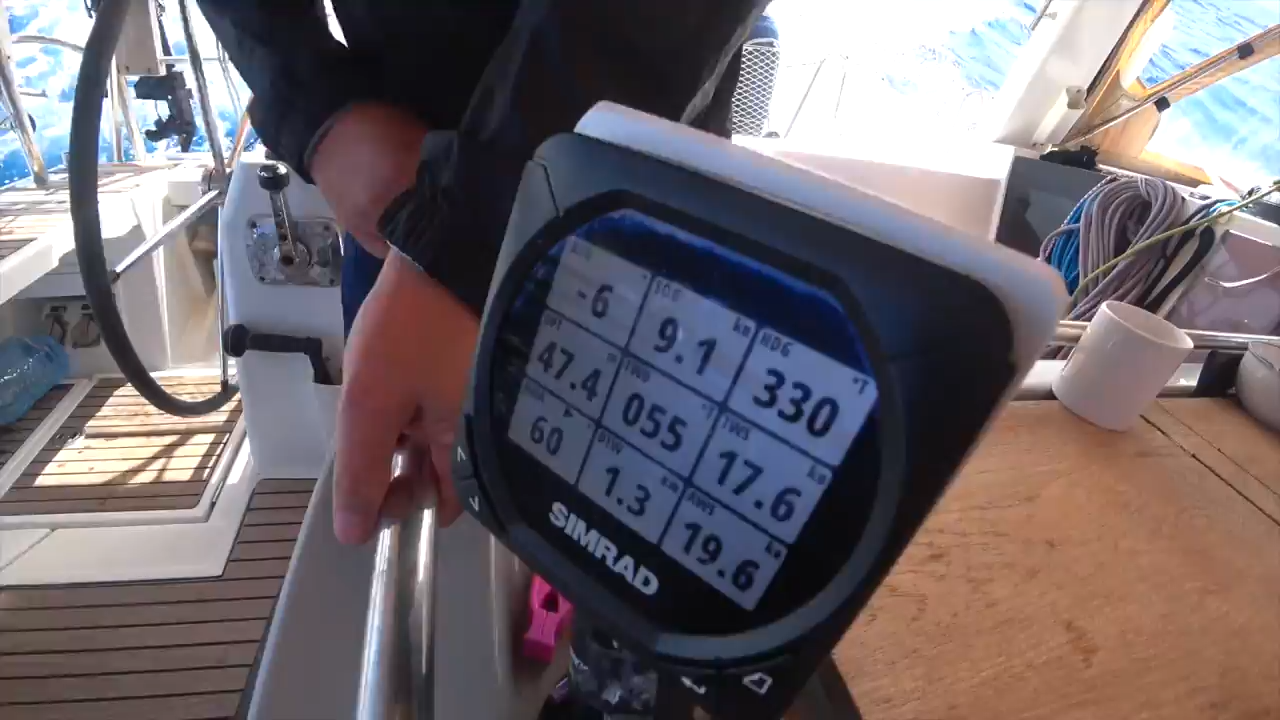 -6
SOG kn
9.1
HDG °T
330
DPT m
47.4
TWD °T
055
TWS kn
17.6
60
DTW
1.3
AWS kn
19.6
SIMRAD